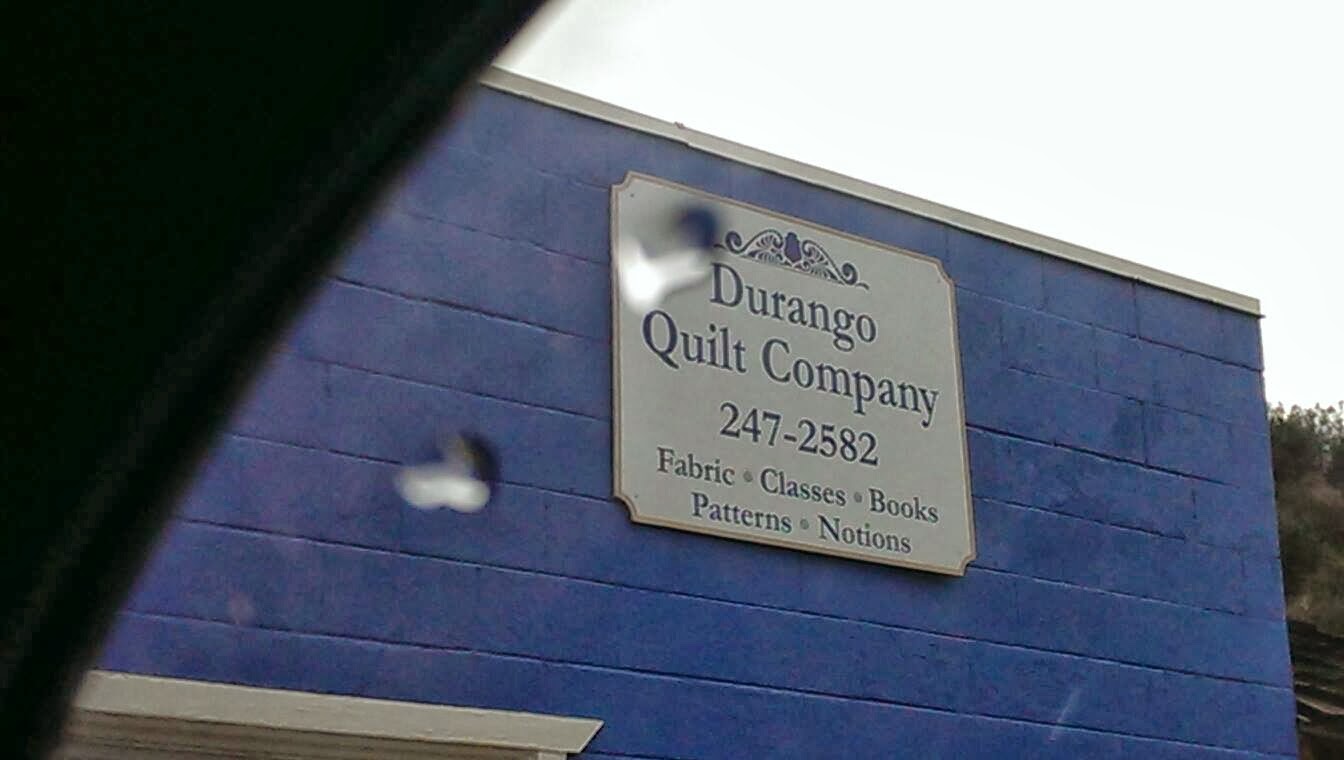 Durango
Quilt Company
247-2582
Fabric • Classes • Books
Patterns • Notions